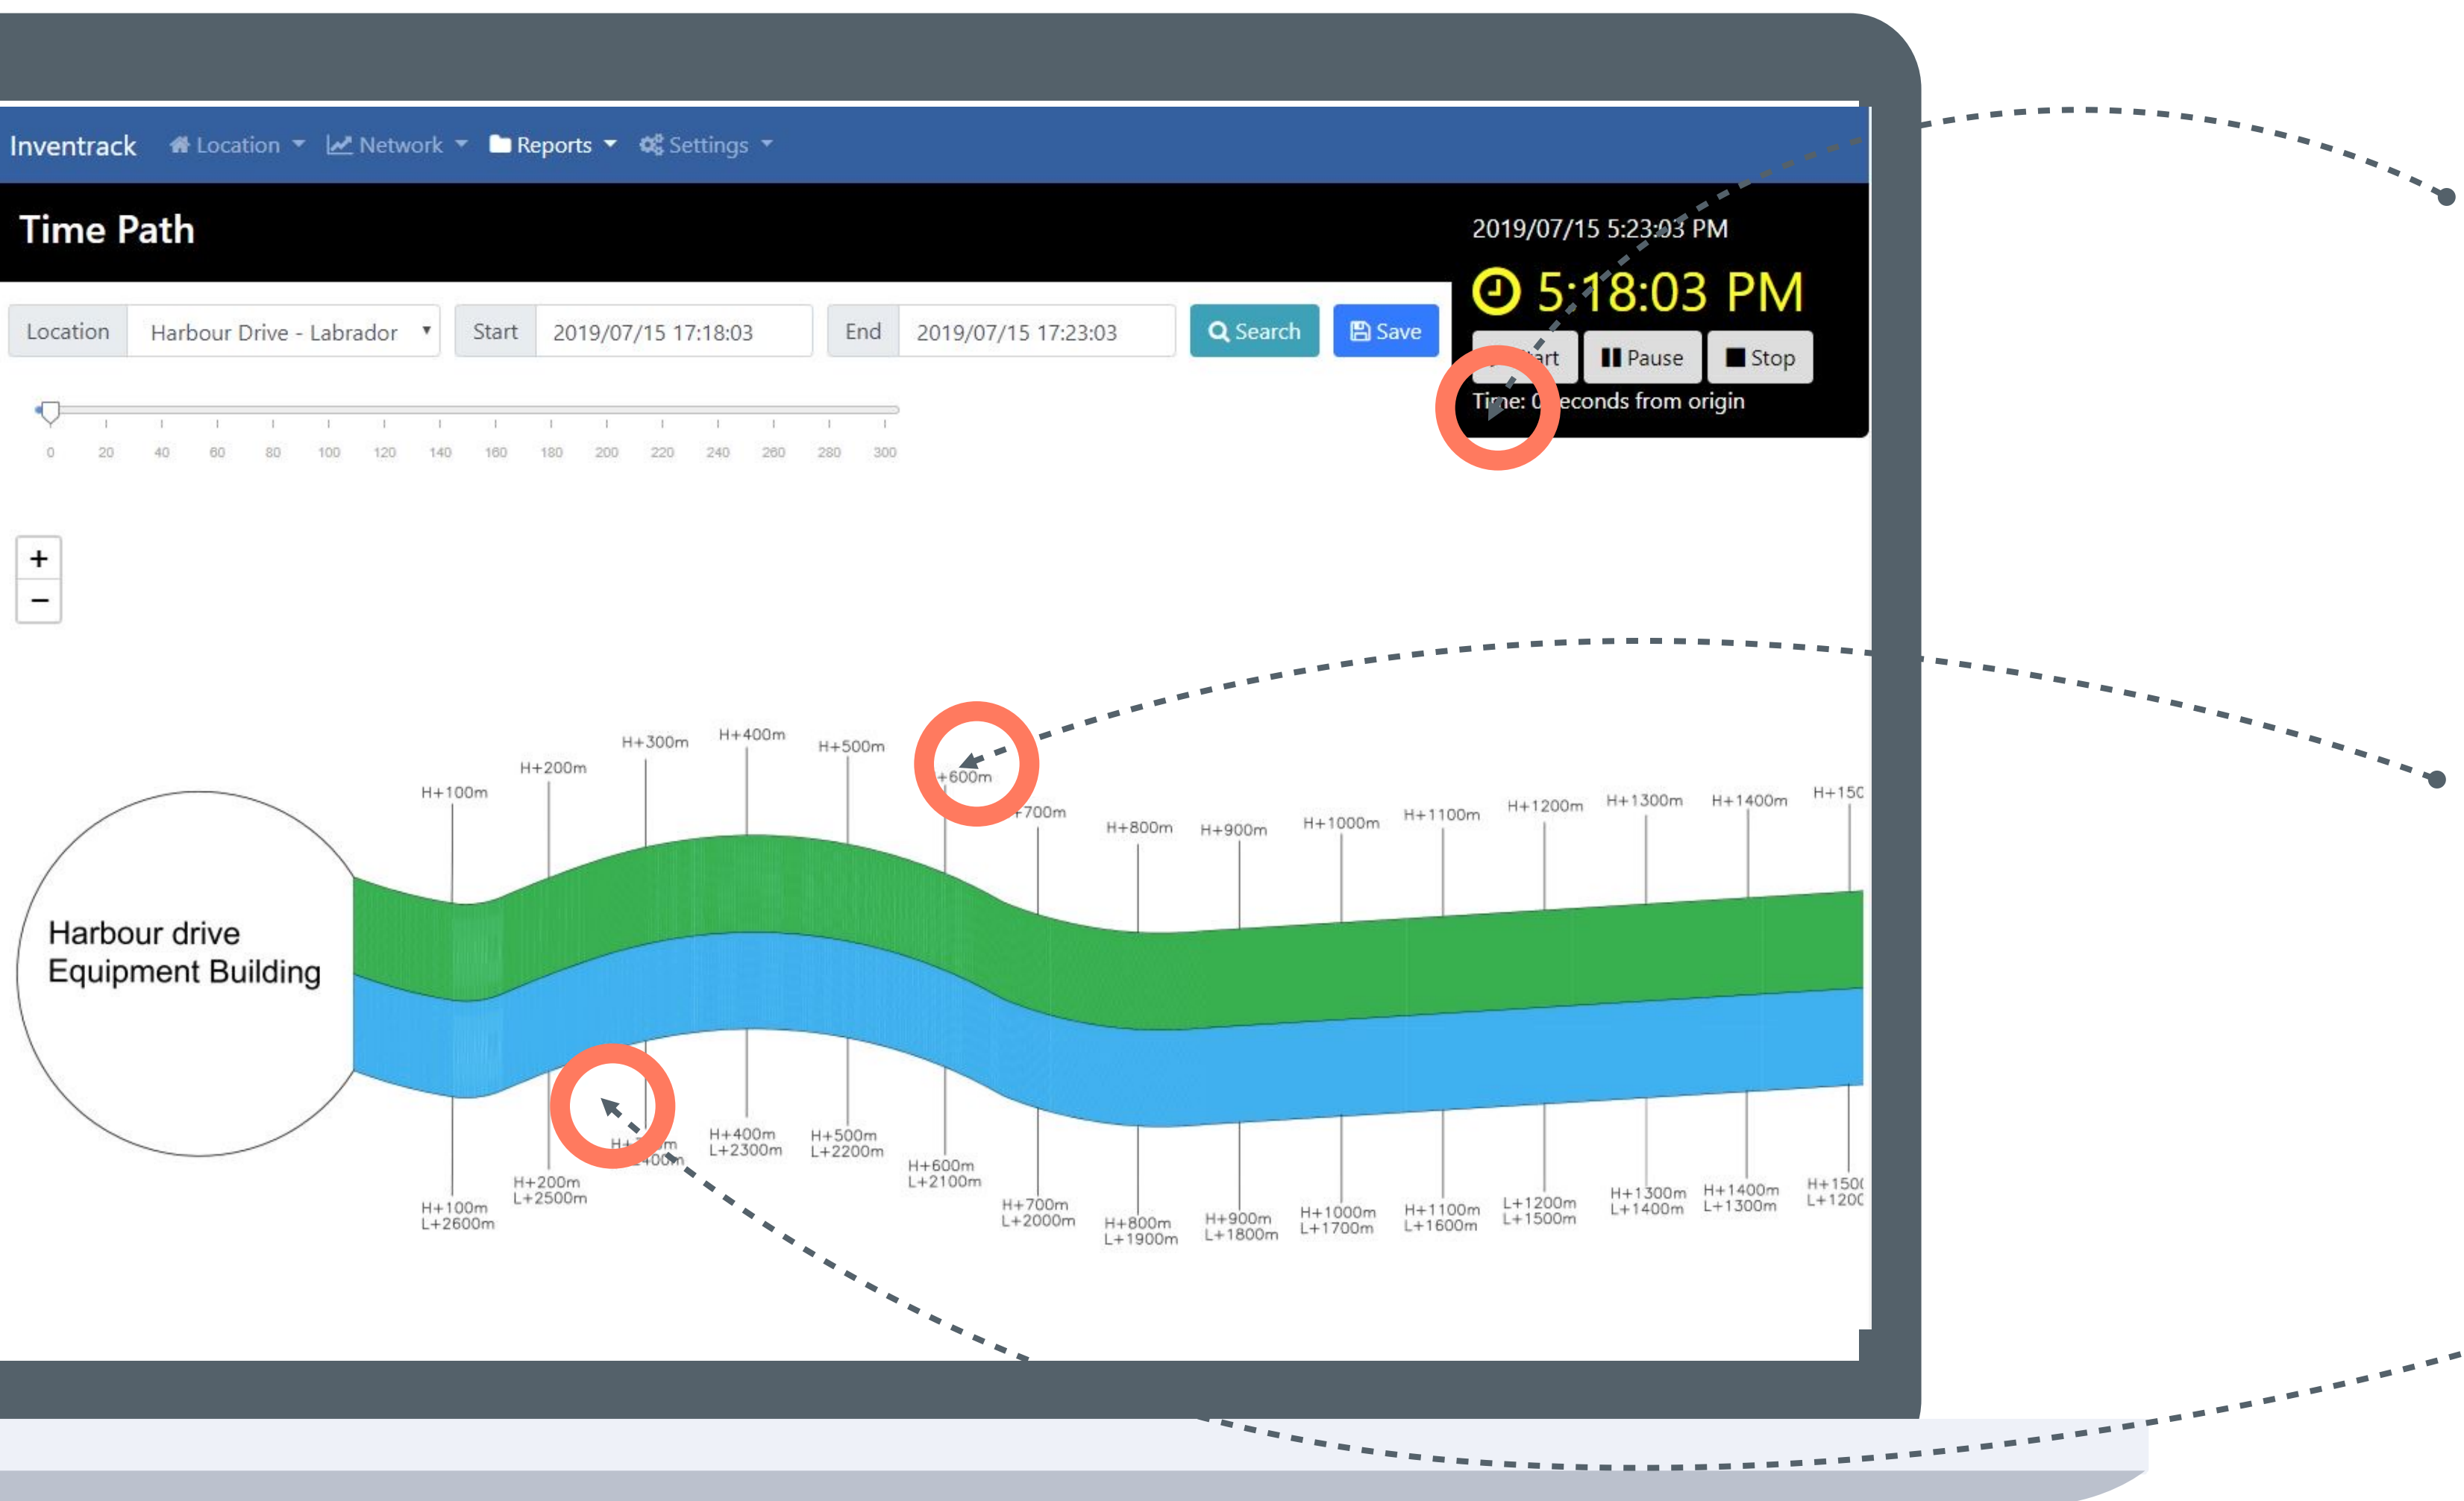 Inventrack Location Network Reports Settings
Time Path
2019/07/15 5:23:03 PM
5:18:03 PM
Location Harbour Drive - Labrador Start 2019/07/15 17:18:03 End 2019/07/15 17:23:03 Search Save
Pause Stop
Time: 0 from origin
0 20 40 60 80 100 120 140 160 180 200 220 240 260 280 300
+
−
H+100m H+200m H+300m H+400m H+500m +600m +700m H+800m H+900m H+1000m H+1100m H+1200m H+1300m H+1400m H+150
Harbour drive
Equipment Building
H+100m
L+2600m
H+200m
L+2500m
H+400m
L+2300m
H+500m
L+2200m
H+600m
L+2100m
H+700m
L+2000m
H+800m
L+1900m
H+900m
L+1800m
H+1000m
L+1700m
H+1100m
L+1600m
L+1200m
L+1500m
H+1300m
L+1400m
H+1400m
L+1300m
H+150
L+120